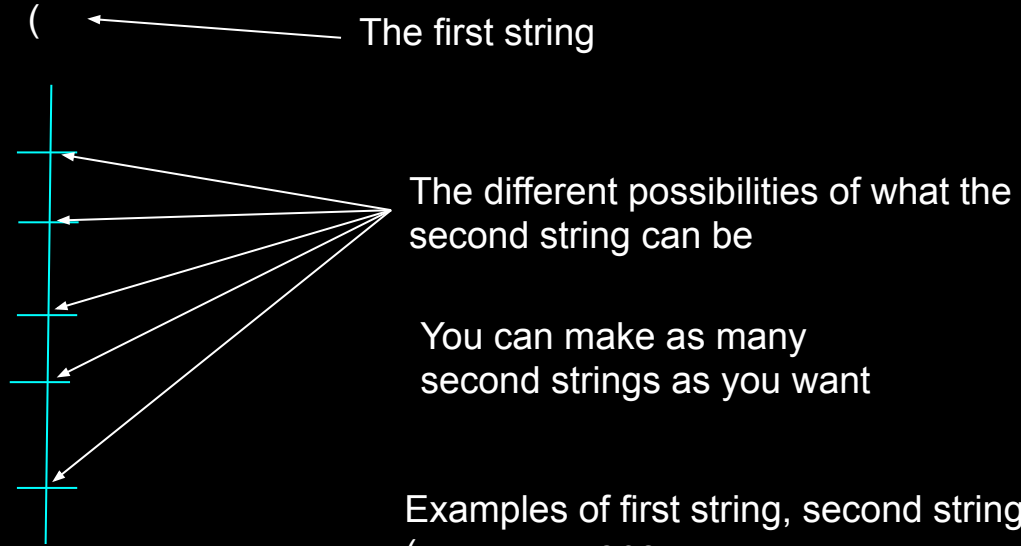 (
The first string
The different possibilities of what the
second string can be
You can make as many
second strings as you want
Examples of first string, second string